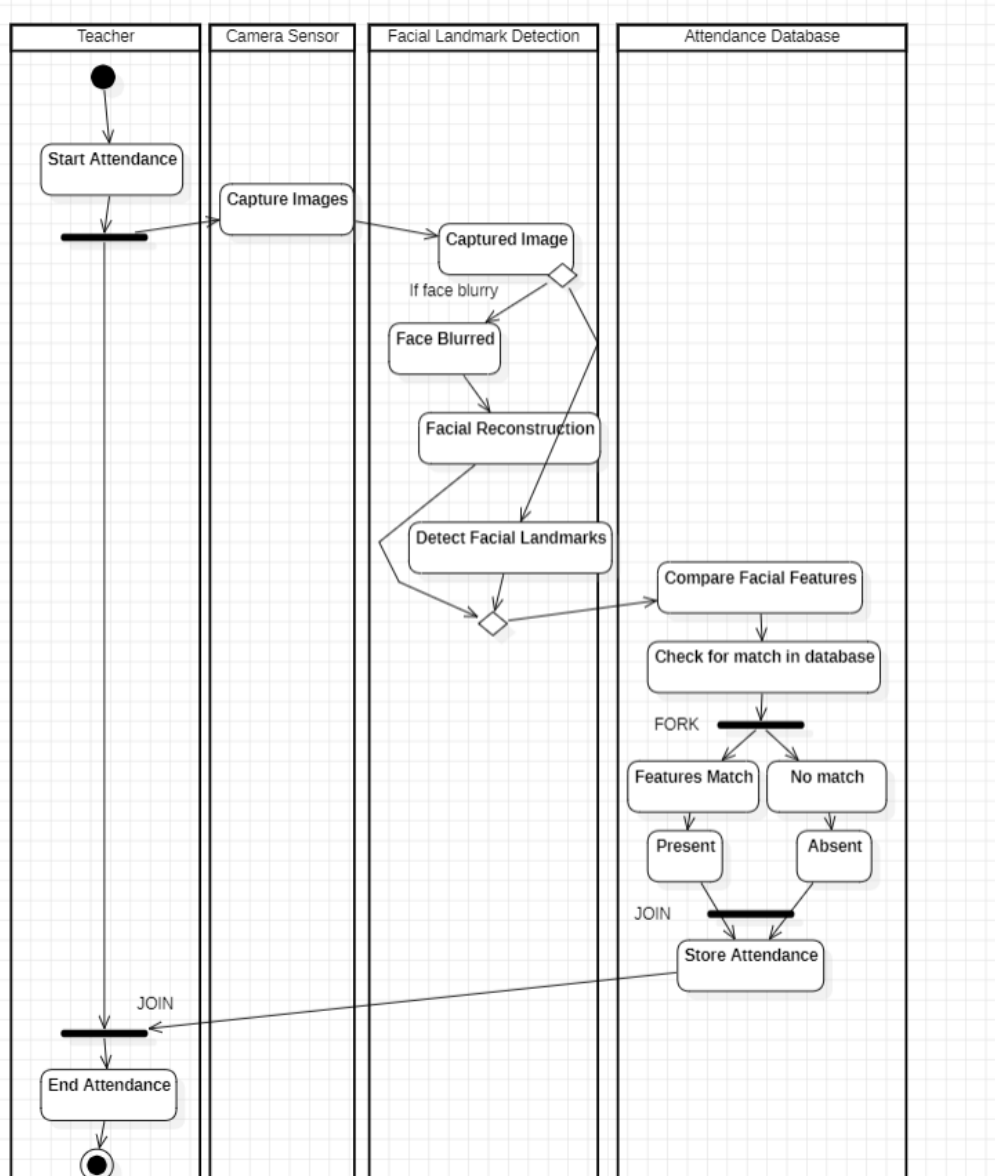 Teacher
Camera Sensor
Facial Landmark Detection
Attendance Database
Start Attendance
Capture Images
Captured Image
If face blurry
Face Blurred
Facial Reconstruction
Detect Facial Landmarks
Compare Facial Features
Check for match in database
FORK
Features Match
No match
Present
Absent
JOIN
Store Attendance
JOIN
End Attendance